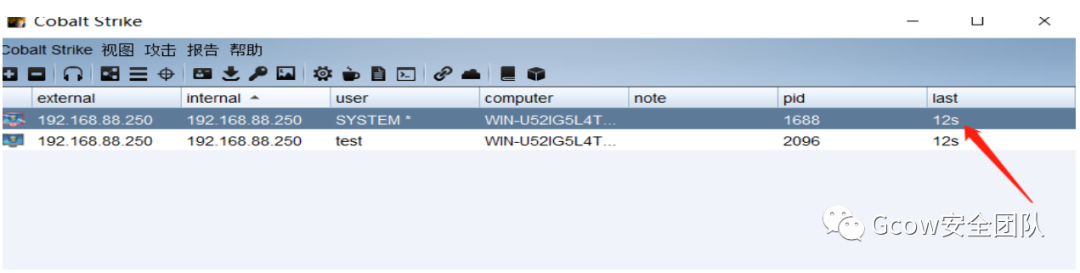 Cobalt Strike
Cobalt Strike 视图 攻击 报告 帮助
external internal user computer note pid last
192.168.88.250 192.168.88.250 SYSTEM * WIN-U52IG5L4T... 1688 12s
192.168.88.250 192.168.88.250 test WIN-U52IG5L4T... 2096 12s
Gcow安全团队